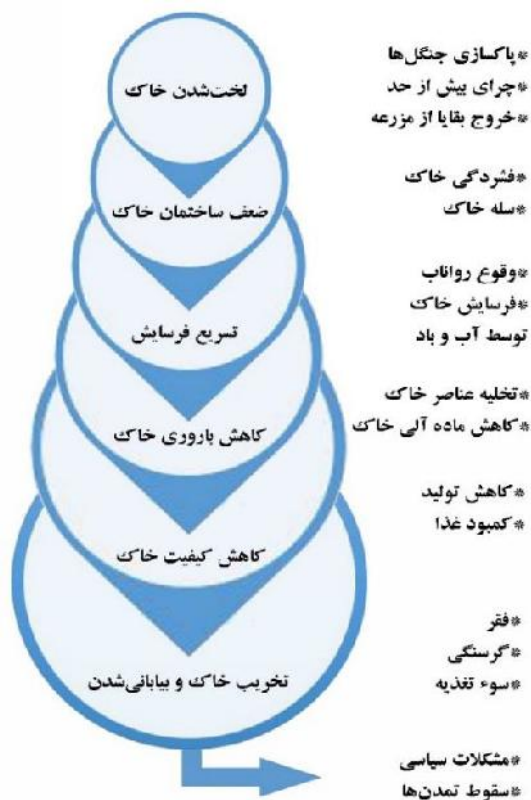 *پاکسازی جنگل‌ها
*چرای بیش از حد
*خروج بقایا از مزرعه
لخت‌شدن خاک
*فشردگی خاک
*سله خاک
ضعف ساختمان خاک
*وقوع رواناب
*فرسایش خاک
توسط آب و باد
تسریع فرسایش
*تخلیه عناصر خاک
*کاهش ماده آلی خاک
کاهش باروری خاک
*کاهش تولید
*کمبود غذا
کاهش کیفیت خاک
*فقر
*گرسنگی
*سوء تغذیه
تخریب خاک و بیابانی‌شدن
*مشکلات سیاسی
*سقوط تمدن‌ها